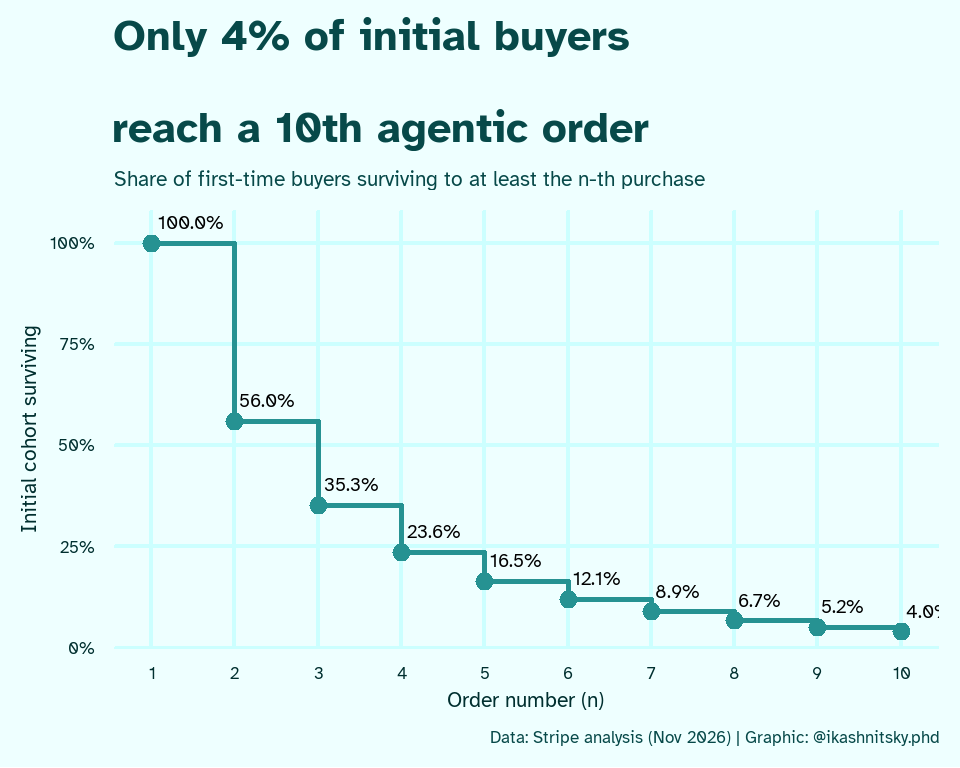 Only 4% of initial buyers
reach a 10th agentic order
Share of first-time buyers surviving to at least the n-th purchase
Initial cohort surviving
100%
75%
50%
25%
0%
100.0%
56.0%
35.3%
23.6%
16.5%
12.1%
8.9%
6.7%
5.2%
4.0%
1 2 3 4 5 6 7 8 9 10
Order number (n)
Data: Stripe analysis (Nov 2026) | Graphic: @ikashnitsky.phd